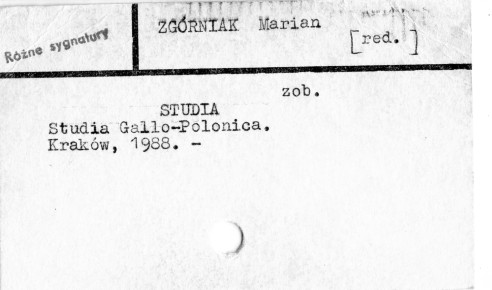 Różne sygnatury
ZGÓRNIAK Marian
[red.]
zob.
STUDIA
Studia Gallo-Polonica.
Kraków, 1988. -